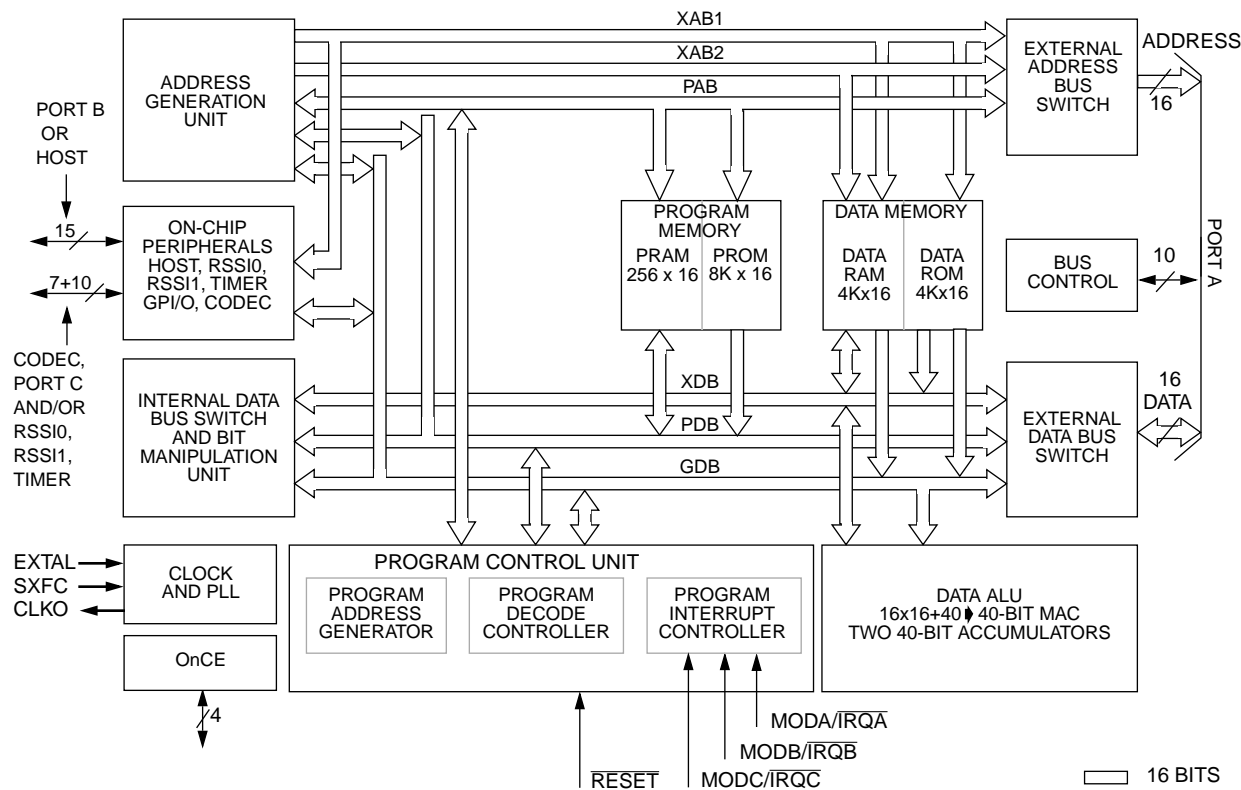 XAB1
XAB2
PAB
ADDRESS
GENERATION
UNIT
EXTERNAL
ADDRESS
BUS
SWITCH
ADDRESS
16
PORT B
OR
HOST
15
7+10
ON-CHIP
PERIPHERALS
HOST, RSSI0,
RSSI1, TIMER
GPI/O, CODEC
PROGRAM
MEMORY
PRAM
256 x 16
PROM
8K x 16
DATA MEMORY
DATA
RAM
4Kx16
DATA
ROM
4Kx16
BUS
CONTROL
10
PORT A
CODEC,
PORT C
AND/OR
RSSI0,
RSSI1,
TIMER
INTERNAL DATA
BUS SWITCH
AND BIT
MANIPULATION
UNIT
XDB
PDB
GDB
EXTERNAL
DATA BUS
SWITCH
16
DATA
EXTAL
SXFC
CLKO
CLOCK
AND PLL
OnCE
4
PROGRAM CONTROL UNIT
PROGRAM
ADDRESS
GENERATOR
PROGRAM
DECODE
CONTROLLER
PROGRAM
INTERRUPT
CONTROLLER
DATA ALU
16x16+40 ➧ 40-BIT MAC
TWO 40-BIT ACCUMULATORS
MODA/IRQA
MODB/IRQB
MODC/IRQC
RESET
16 BITS